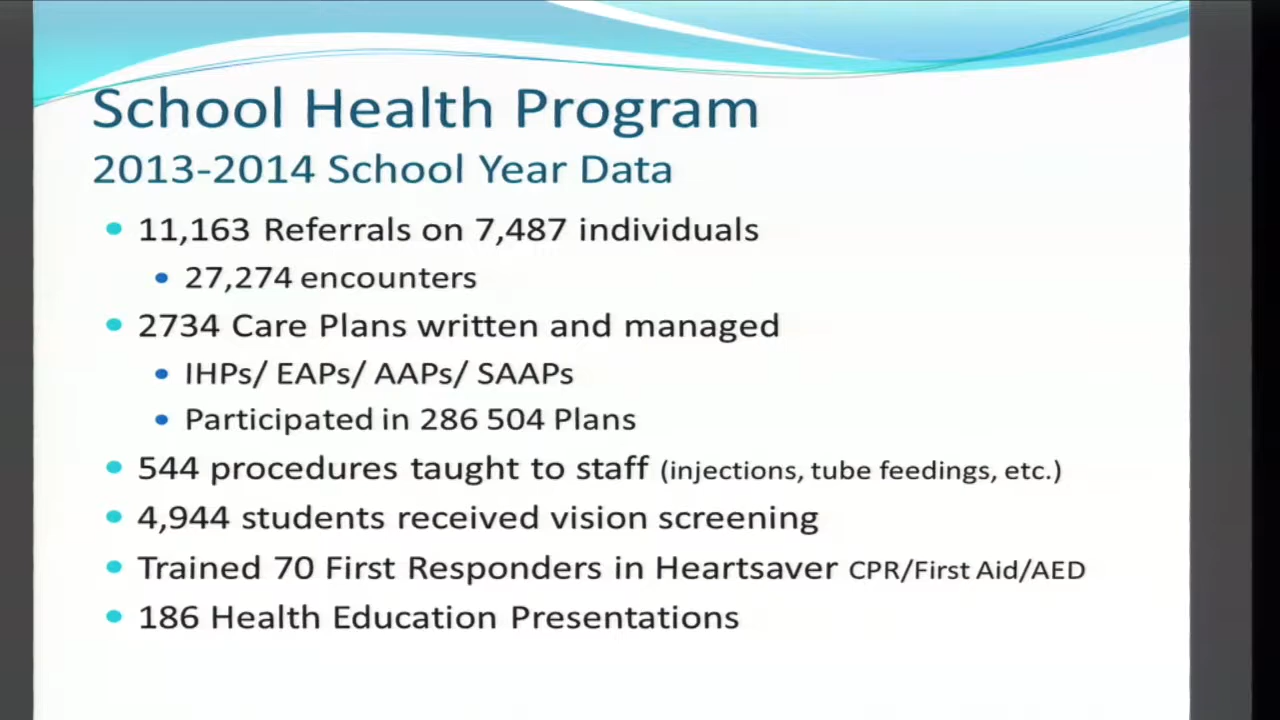 School Health Program
2013-2014 School Year Data
• 11,163 Referrals on 7,487 individuals
• 27,274 encounters
• 2734 Care Plans written and managed
• IHPs/ EAPs/ AAPs/ SAAPs
• Participated in 286 504 Plans
• 544 procedures taught to staff (injections, tube feedings, etc.)
• 4,944 students received vision screening
• Trained 70 First Responders in Heartsaver CPR/First Aid/AED
• 186 Health Education Presentations